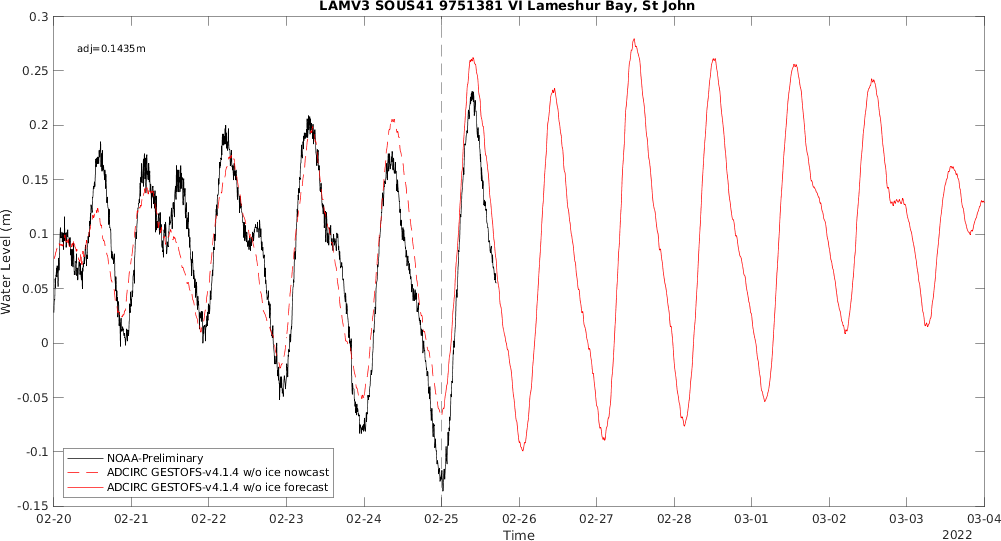 LAMV3 SOUS41 9751381 VI Lameshur Bay, St John
adj=0.1435m
0.3
0.25
0.2
0.15
0.1
0.05
0
-0.05
-0.1
-0.15
Water Level (m)
NOAA-Preliminary
ADCIRC GESTOFS-v4.1.4 w/o ice nowcast
ADCIRC GESTOFS-v4.1.4 w/o ice forecast
02-20 02-21 02-22 02-23 02-24 02-25 02-26 02-27 02-28 03-01 03-02 03-03 03-04
Time
2022